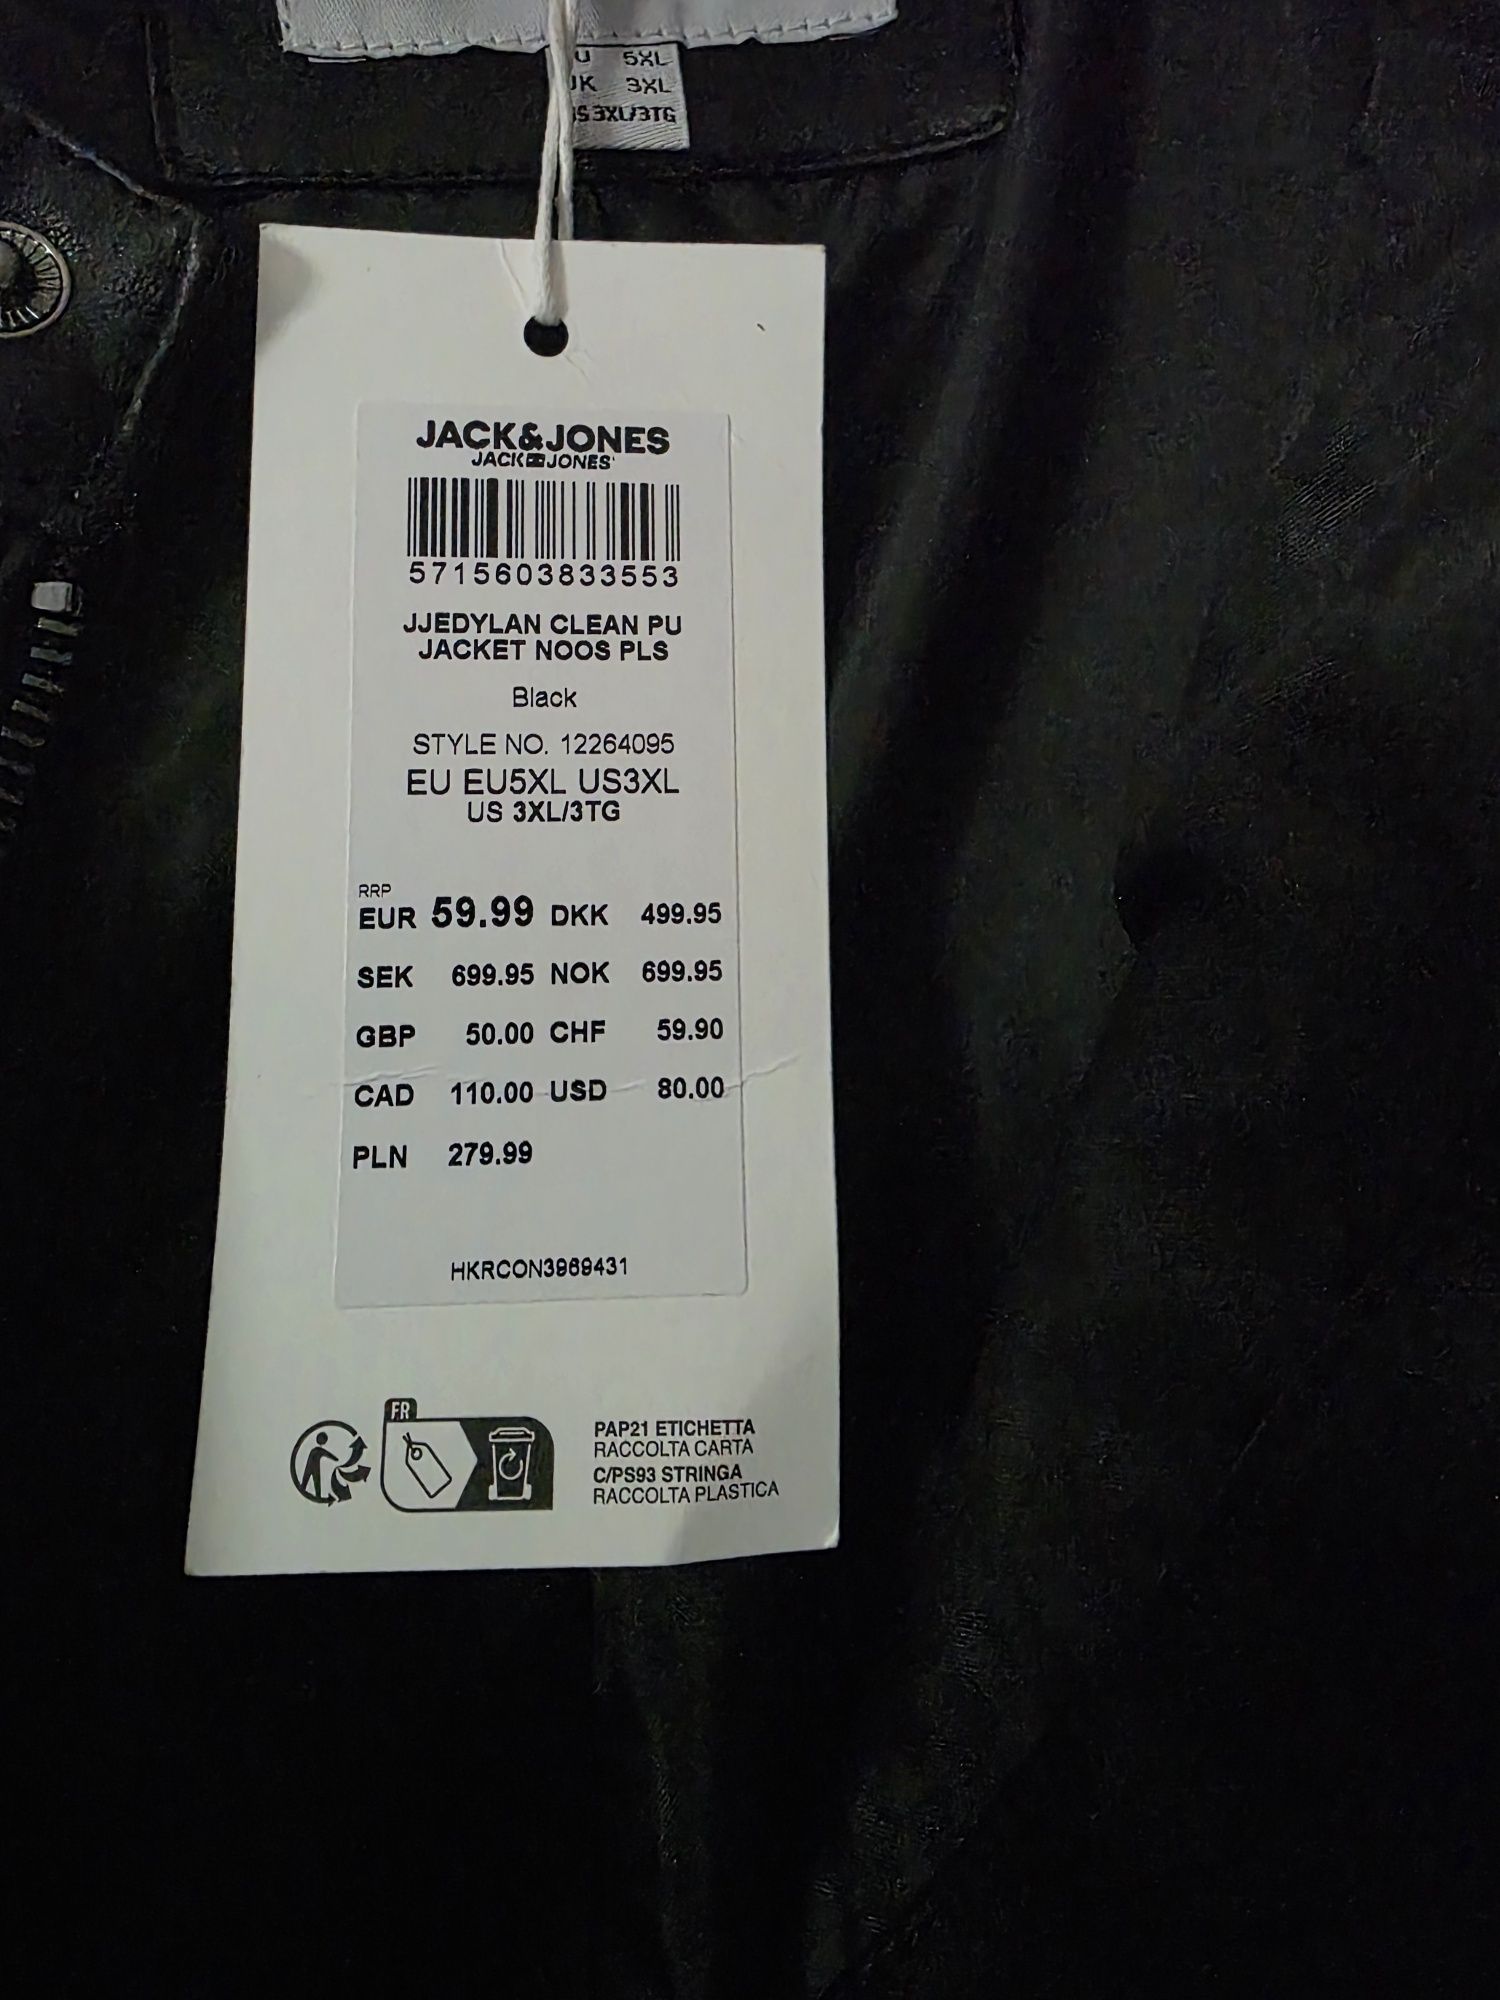 U 5XL
UK 3XL
US 3XL/3TG
JACK&JONES
JACK JONES
5715603833553
JJEDYLAN CLEAN PU
JACKET NOOS PLS
Black
STYLE NO. 12264095
EU EU5XL US3XL
US 3XL/3TG
RRP
EUR 59.99 DKK 499.95
SEK 699.95 NOK 699.95
GBP 50.00 CHF 59.90
CAD 110.00 USD 80.00
PLN 279.99
HKRCON3969431
FR
PAP21 ETICHETTA
RACCOLTA CARTA
C/PS93 STRINGA
RACCOLTA PLASTICA